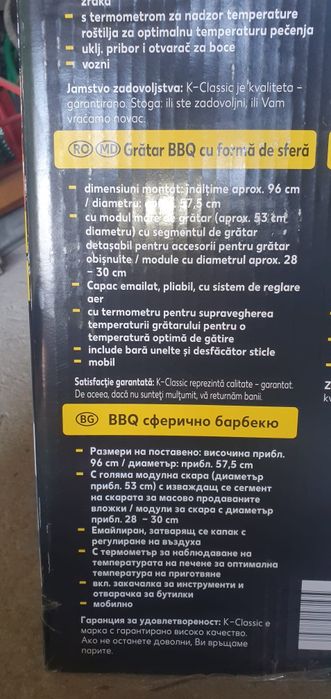 zraka
– s termometrom za nadzor temperature
roštilja za optimalnu temperaturu pečenja
– uklj. pribor i otvarač za boce
– vozni
Jamstvo zadovoljstva: K-Classic je kvaliteta –
garantirano. Stoga: ili ste zadovoljni, ili Vam
vraćamo novac.
RO MD Grătar BBQ cu formă de sferă
– dimensiuni montat: înălțime aprox. 96 cm
/ diametru: aprox. 57,5 cm
– cu modul mare de grătar (aprox. 53 cm
diametru) cu segmentul de grătar
detașabil pentru accesorii pentru grătar
obișnuite / module cu diametrul aprox. 28
– 30 cm
– Capac emailat, pliabil, cu sistem de reglare
aer
– cu termometru pentru supravegherea
temperaturii grătarului pentru o
temperatură optimală de gătire
– include bară unelte și desfăcător sticle
– mobil
Satisfacție garantată: K-Classic reprezintă calitate – garantat.
De aceea, dacă nu sunteți mulțumit, vă returnăm banii.
BG BBQ сферично барбекю
– Размери на поставено: височина прибл.
96 cm / диаметър: прибл. 57,5 cm
– С голяма модулна скара (диаметър
прибл. 53 cm) с изваждащ се сегмент
на скарата за масово продаваните
вложки / модули за скара с диаметър
прибл. 28 – 30 cm
– Емайлиран, затварящ се капак с
регулиране на въздуха
– С термометър за наблюдаване на
температурата на печене за оптимална
температура на приготвяне
– вкл. закачалка за инструменти и
отварачка за бутилки
– мобилно
Гаранция за удовлетвореност: K-Classic е
марка с гарантирано високо качество.
Ако не останете доволни, Ви връщаме
парите.